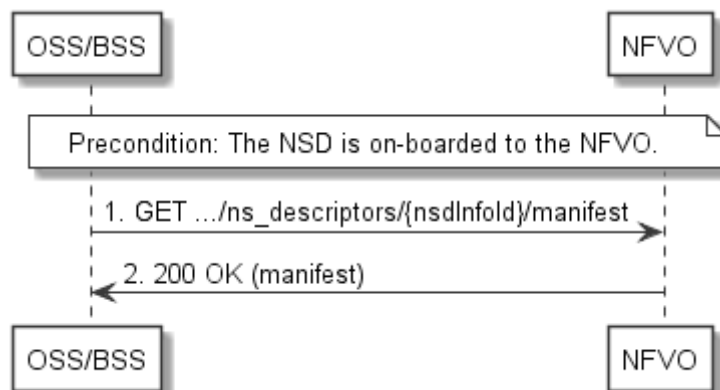 OSS/BSS
NFVO
Precondition: The NSD is on-boarded to the NFVO.
1. GET .../ns_descriptors/{nsdInfoId}/manifest
2. 200 OK (manifest)
OSS/BSS
NFVO